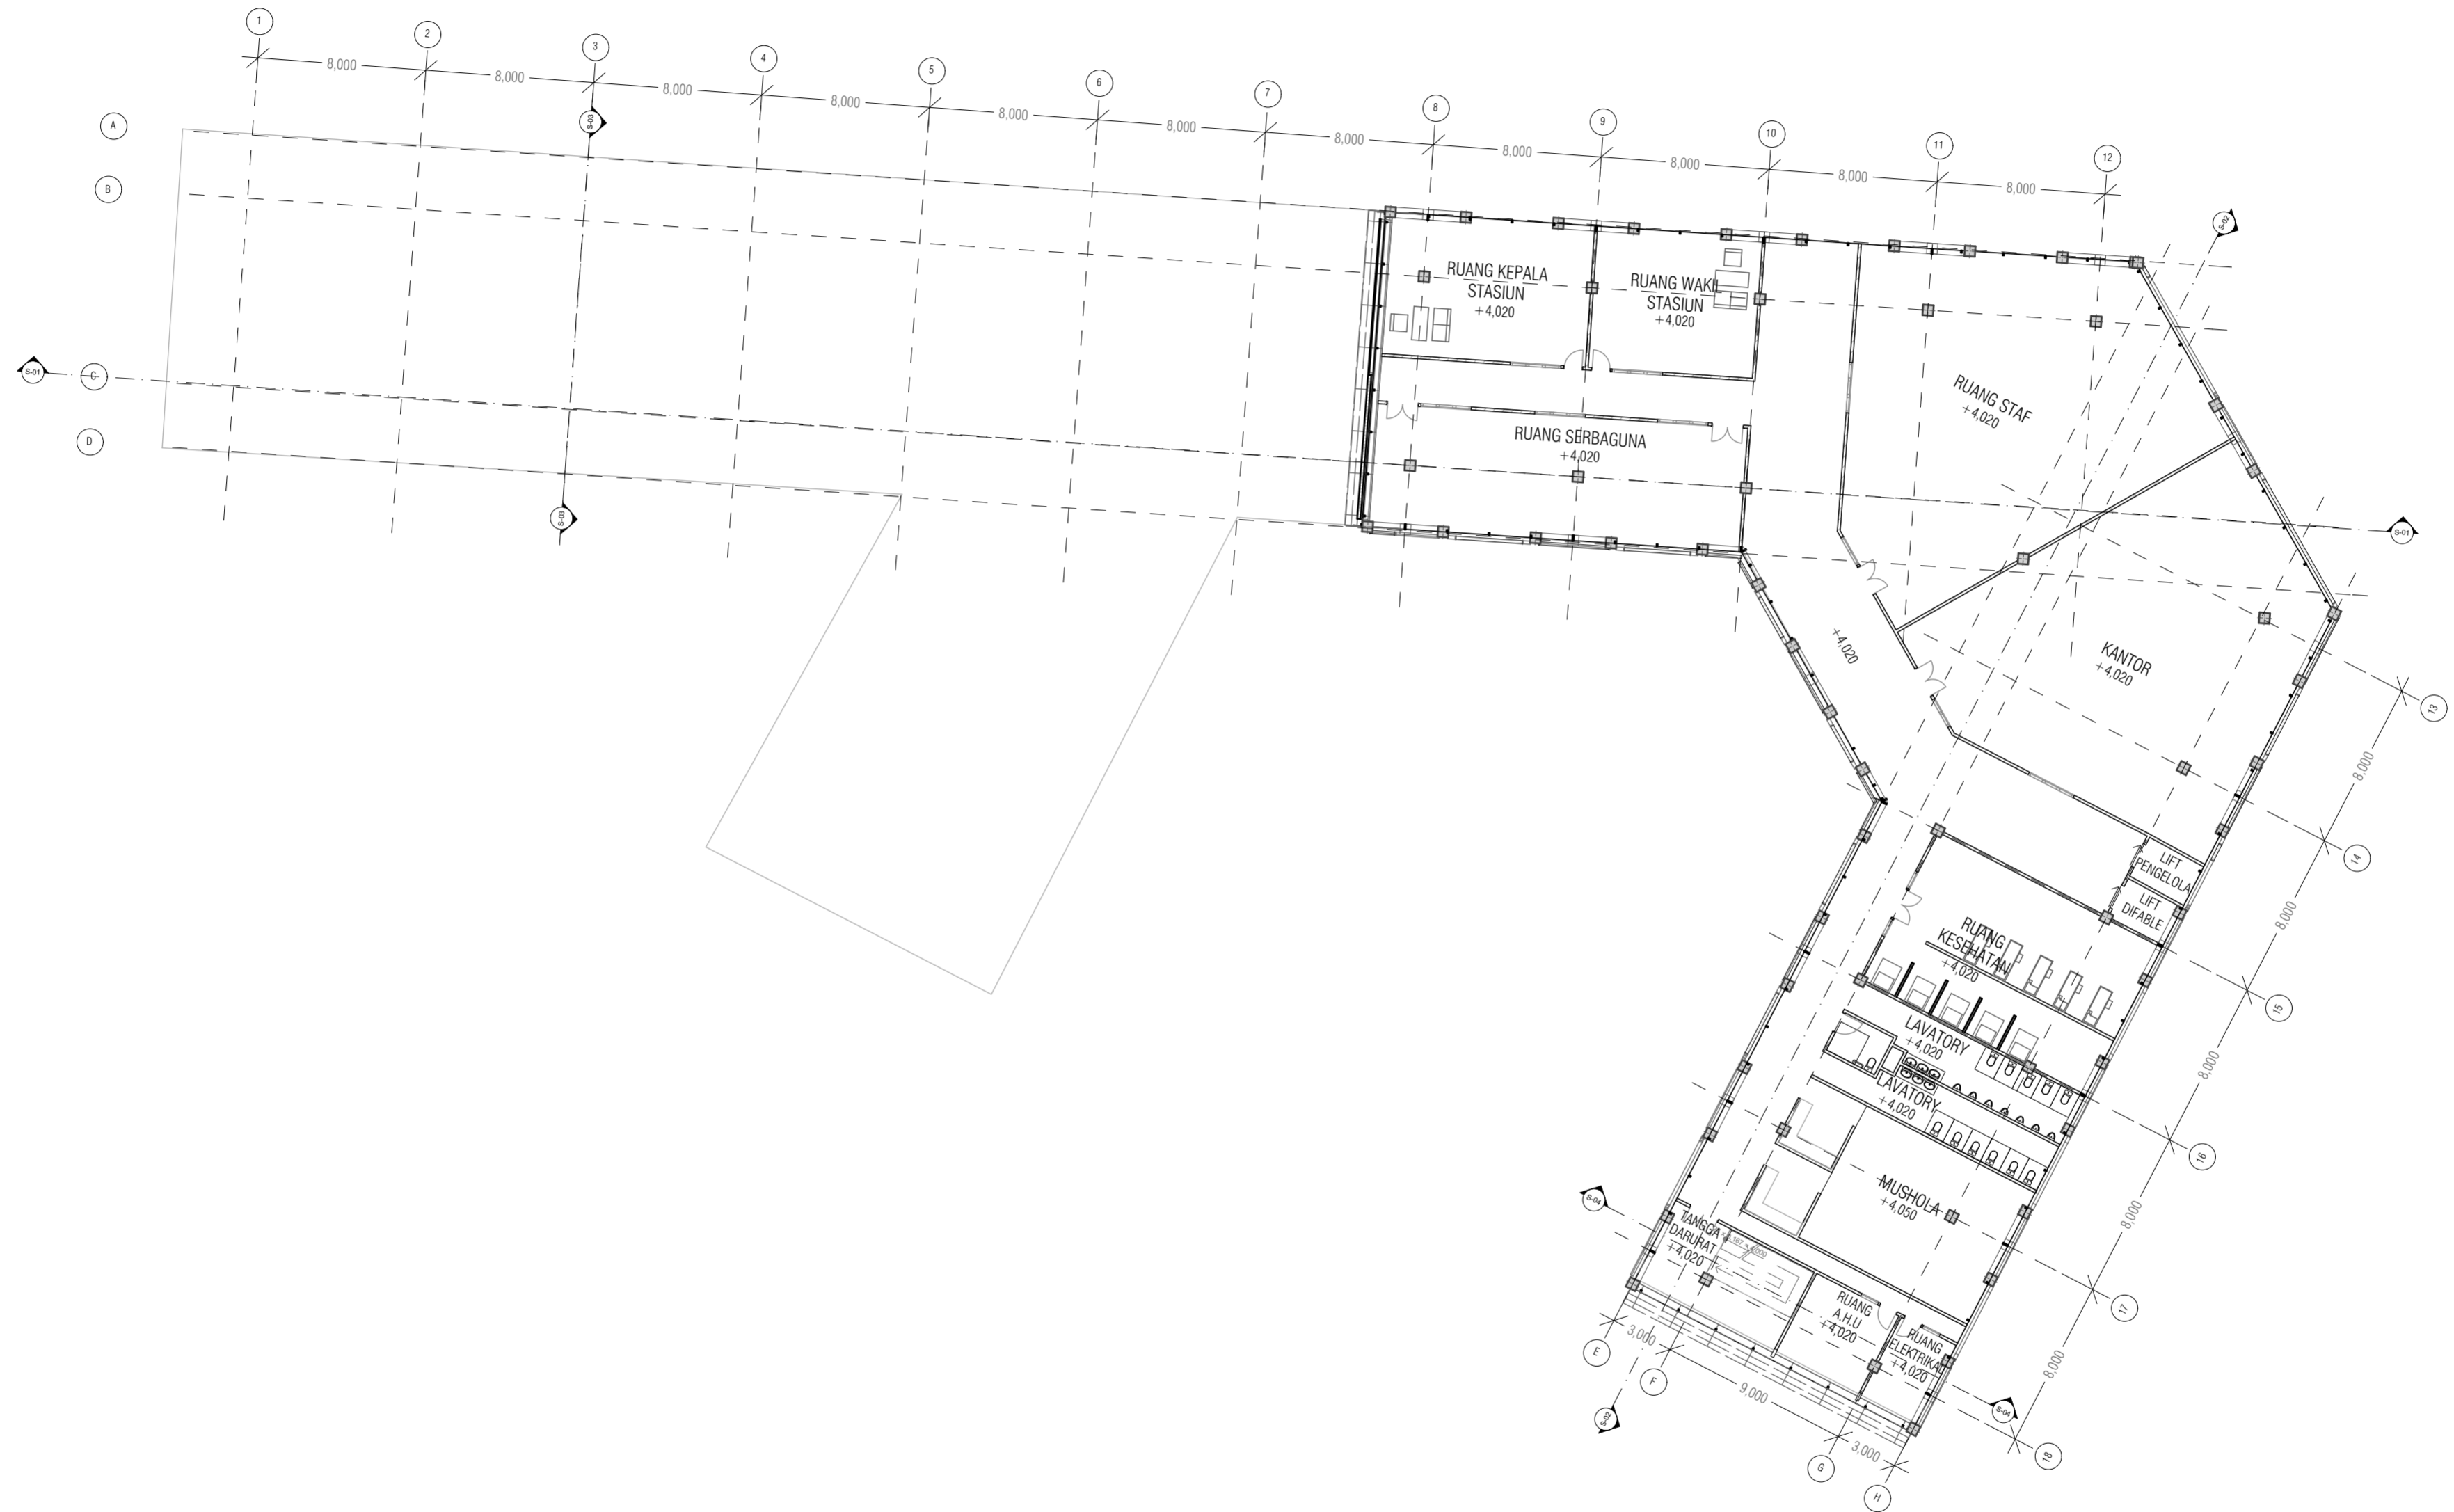 1
2
3
4
5
6
7
8
9
10
11
12
8,000
8,000
8,000
8,000
8,000
8,000
8,000
8,000
8,000
8,000
8,000
A
B
C
D
S-03
S-03
S-01
S-01
S-02
RUANG KEPALA
STASIUN
+4,020
RUANG WAKIL
STASIUN
+4,020
RUANG SERBAGUNA
+4,020
RUANG STAF
+4,020
+4,020
KANTOR
+4,020
LIFT
PENGELOLA
LIFT
DIFABLE
RUANG
KESEHATAN
+4,020
LAVATORY
+4,020
LAVATORY
+4,020
MUSHOLA
+4,050
TANGGA
DARURAT
+4,020
RUANG
A.H.U
+4,020
RUANG
ELEKTRIKAL
+4,020
13
8,000
14
8,000
15
8,000
16
8,000
17
8,000
18
S-04
S-04
S-02
E
3,000
F
9,000
G
3,000
H